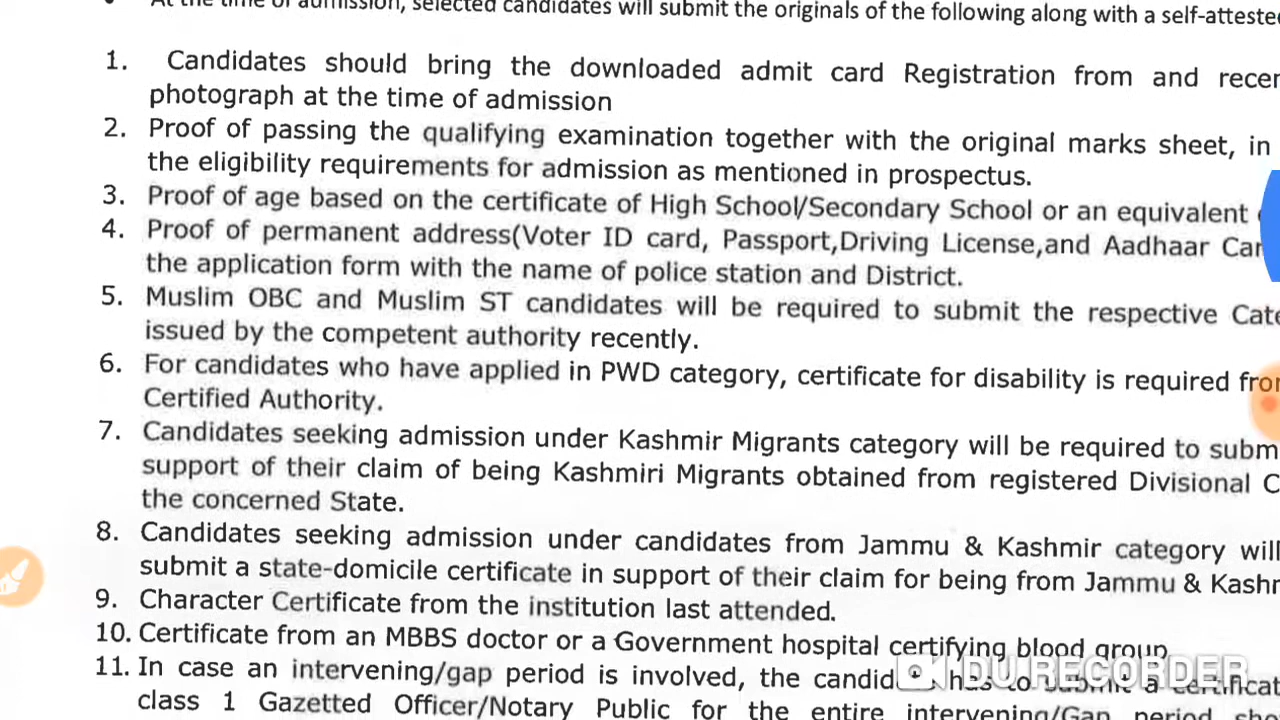 At the time of admission, selected candidates will submit the originals of the following along with a self-attested
1. Candidates should bring the downloaded admit card Registration from and
photograph at the time of admission
2. Proof of passing the qualifying examination together with the original marks sheet, in
the eligibility requirements for admission as mentioned in prospectus.
3. Proof of age based on the certificate of High School/Secondary School or an equivalent
4. Proof of permanent address(Voter ID card, Passport,Driving License,and Aadhaar
the application form with the name of police station and District.
5. Muslim OBC and Muslim ST candidates will be required to submit the respective
issued by the competent authority recently.
6. For candidates who have applied in PWD category, certificate for disability is required
Certified Authority.
7. Candidates seeking admission under Kashmir Migrants category will be required to
support of their claim of being Kashmiri Migrants obtained from registered Divisional
the concerned State.
8. Candidates seeking admission under candidates from Jammu & Kashmir category will
submit a state-domicile certificate in support of their claim for being from Jammu &
9. Character Certificate from the institution last attended.
10. Certificate from an MBBS doctor or a Government hospital certifying blood group
11. In case an intervening/gap period is involved, the has to submit a
class 1 Gazetted Officer/Notary Public for the entire intervening/Gap period
DU RECORDER